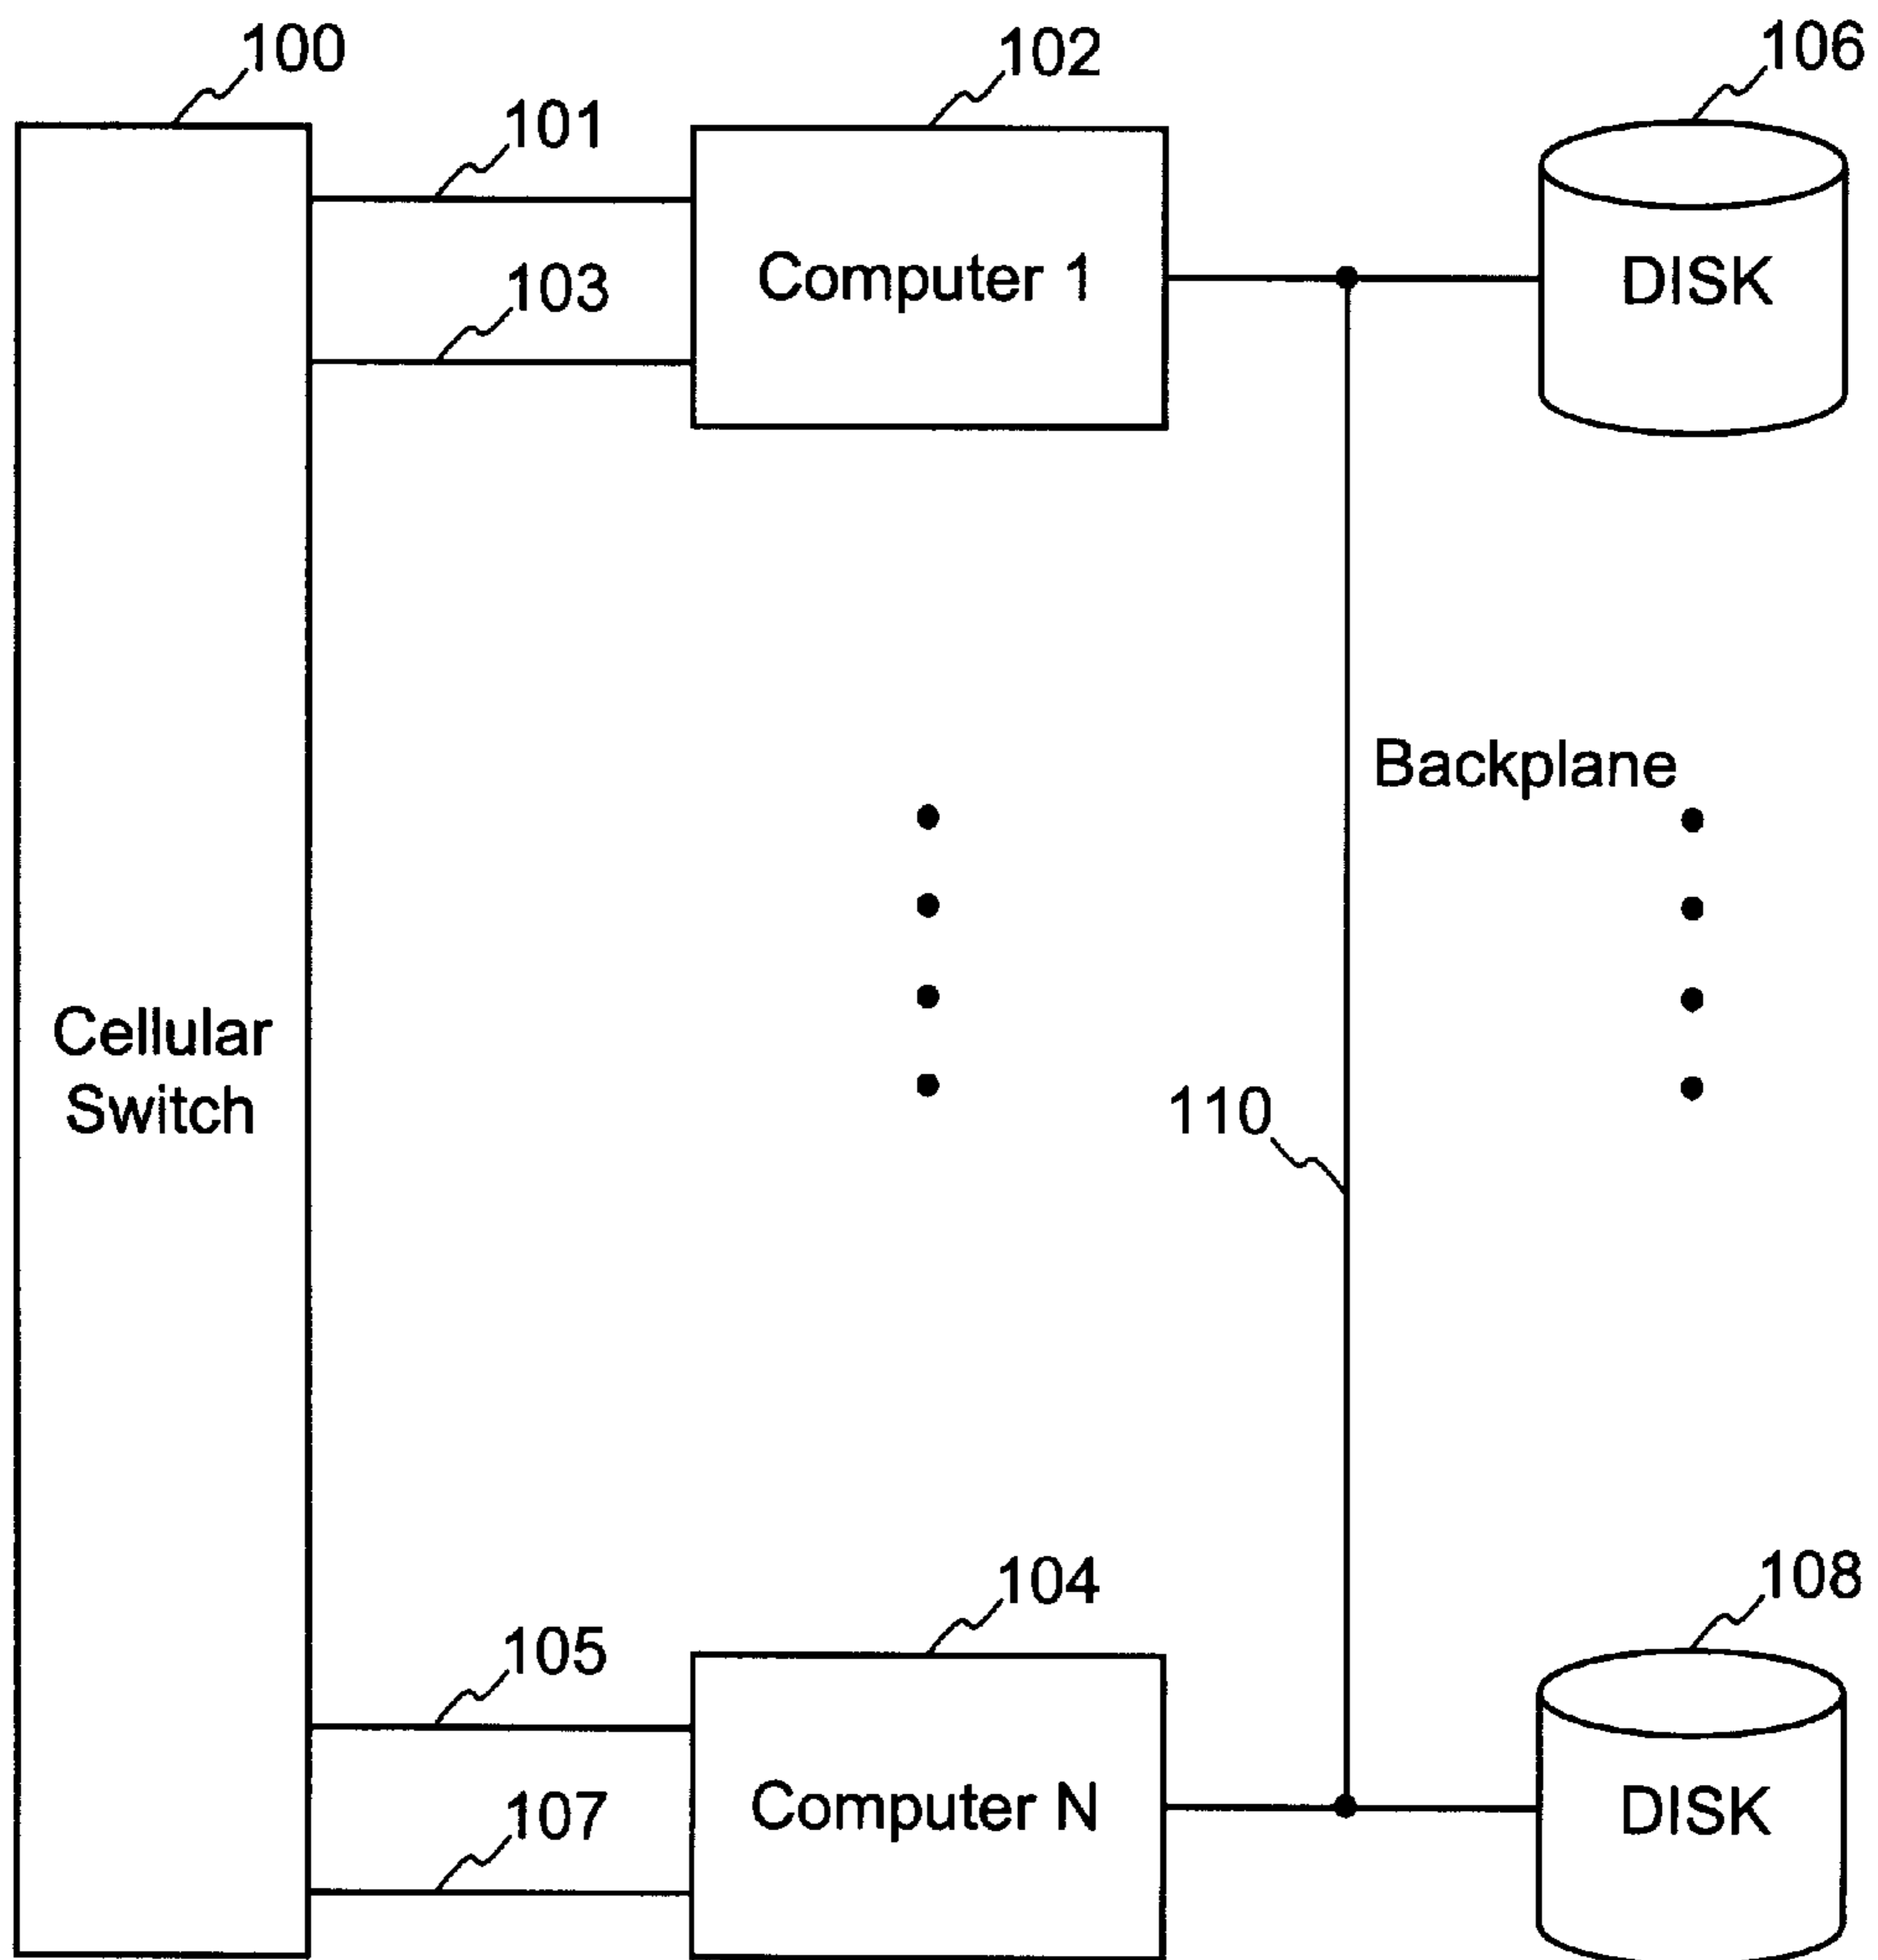 100
102
106
101
103
Computer 1
DISK
Backplane
Cellular
Switch
110
104
108
105
107
Computer N
DISK